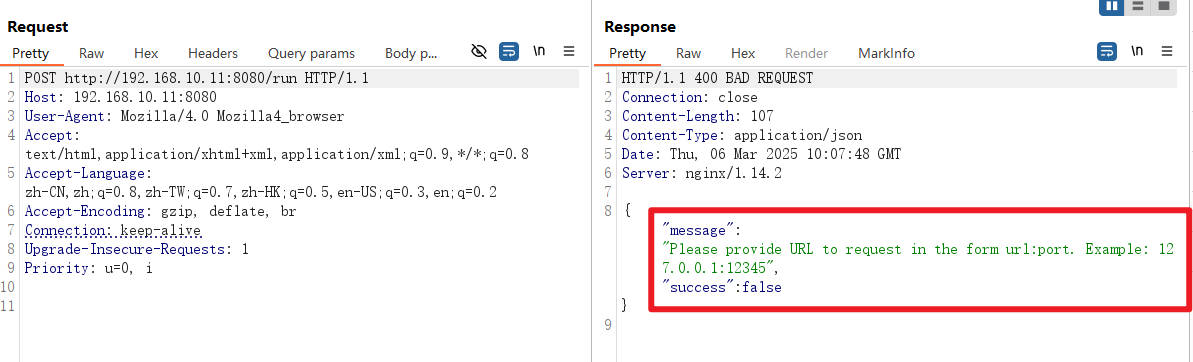 Request
Pretty Raw Hex Headers Query params Body p... \n
1 POST http://192.168.10.11:8080/run HTTP/1.1
2 Host: 192.168.10.11:8080
3 User-Agent: Mozilla/4.0 Mozilla4_browser
4 Accept:
text/html,application/xhtml+xml,application/xml;q=0.9,*/*;q=0.8
5 Accept-Language:
zh-CN,zh;q=0.8,zh-TW;q=0.7,zh-HK;q=0.5,en-US;q=0.3,en;q=0.2
6 Accept-Encoding: gzip, deflate, br
7 Connection: keep-alive
8 Upgrade-Insecure-Requests: 1
9 Priority: u=0, i
10
11
Response
Pretty Raw Hex Render MarkInfo \n
1 HTTP/1.1 400 BAD REQUEST
2 Connection: close
3 Content-Length: 107
4 Content-Type: application/json
5 Date: Thu, 06 Mar 2025 10:07:48 GMT
6 Server: nginx/1.14.2
7
8 {
"message":
"Please provide URL to request in the form url:port. Example: 12
7.0.0.1:12345",
"success":false
}
9